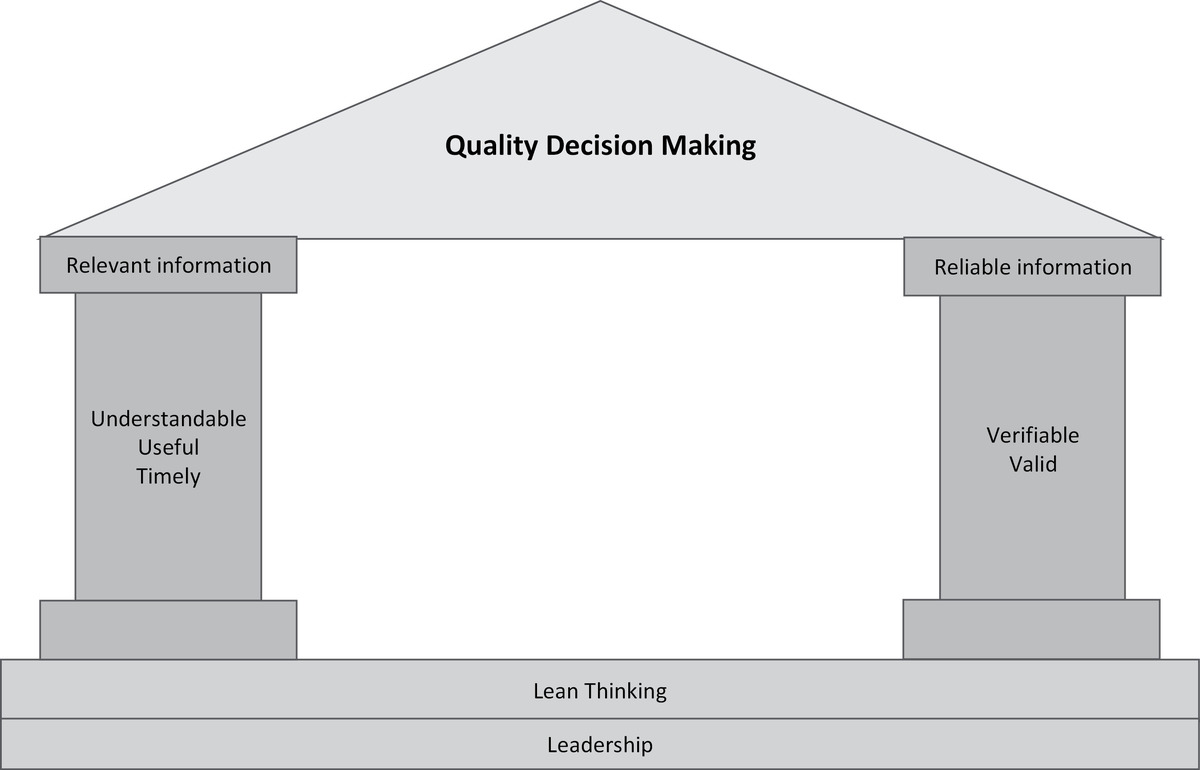 Quality Decision Making
Relevant information
Reliable information
Understandable
Useful
Timely
Verifiable
Valid
Lean Thinking
Leadership